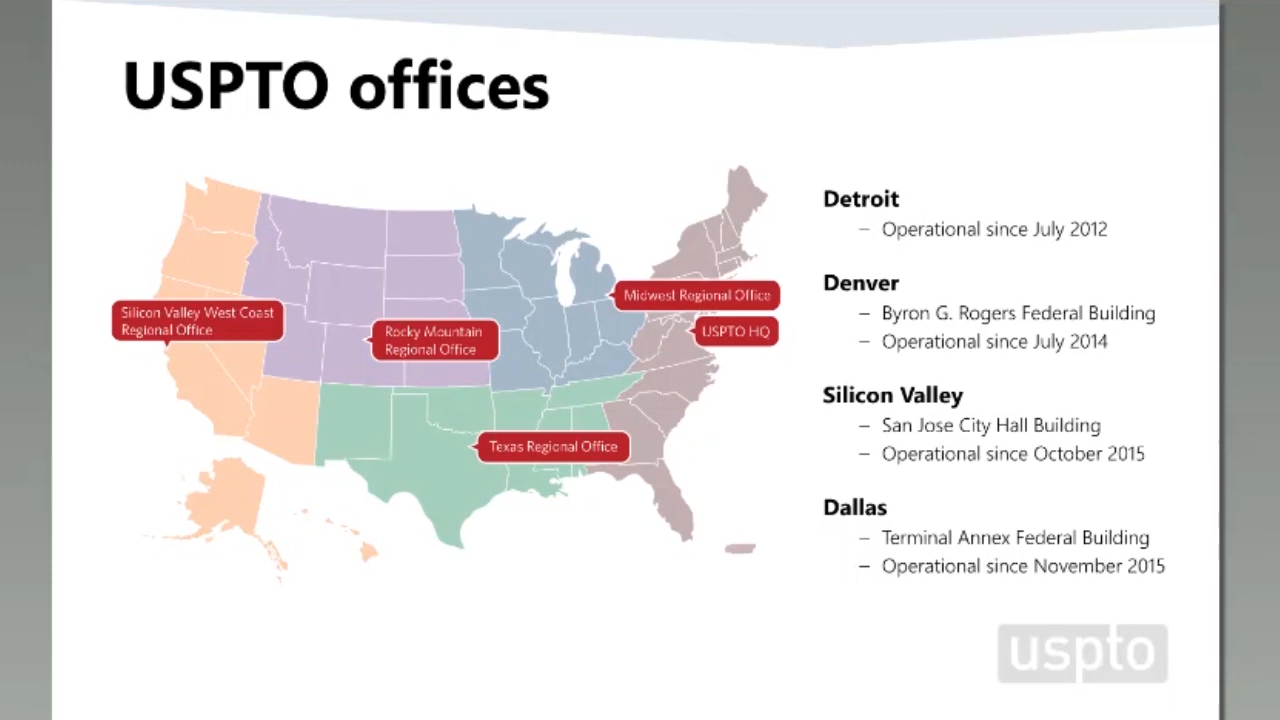 USPTO offices
Silicon Valley West Coast
Regional Office
Rocky Mountain
Regional Office
Midwest Regional Office
USPTO HQ
Texas Regional Office
Detroit
– Operational since July 2012
Denver
– Byron G. Rogers Federal Building
– Operational since July 2014
Silicon Valley
– San Jose City Hall Building
– Operational since October 2015
Dallas
– Terminal Annex Federal Building
– Operational since November 2015
uspto